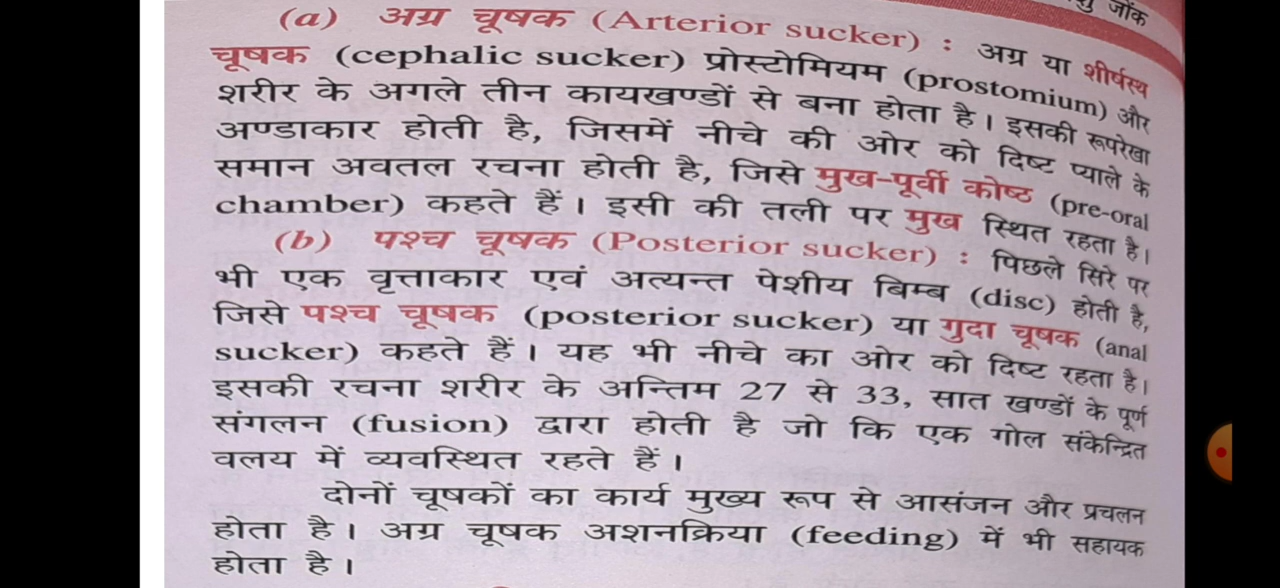 शु जोंक
(a) अग्र चूषक (Arterior sucker) : अग्र या शीर्षस्थ
चूषक (cephalic sucker) प्रोस्टोमियम (prostomium) और
शरीर के अगले तीन कायखण्डों से बना होता है। इसकी रूपरेखा
अण्डाकार होती है, जिसमें नीचे की ओर को दिष्ट प्याले के
समान अवतल रचना होती है, जिसे मुख-पूर्वी कोष्ट (pre-oral
chamber) कहते हैं। इसी की तली पर मुख स्थित रहता है।
(b) पश्च चूषक (Posterior sucker) : पिछले सिरे पर
भी एक वृत्ताकार एवं अत्यन्त पेशीय बिम्ब (disc) होती है,
जिसे पश्च चूषक (posterior sucker) या गुदा चूषक (anal
sucker) कहते हैं। यह भी नीचे का ओर को दिष्ट रहता है।
इसकी रचना शरीर के अन्तिम 27 से 33, सात खण्डों के पूर्ण
संगलन (fusion) द्वारा होती है जो कि एक गोल संकेन्द्रित
वलय में व्यवस्थित रहते हैं।
दोनों चूषकों का कार्य मुख्य रूप से आसंजन और प्रचलन
होता है। अग्र चूषक अशनक्रिया (feeding) में भी सहायक
होता है।